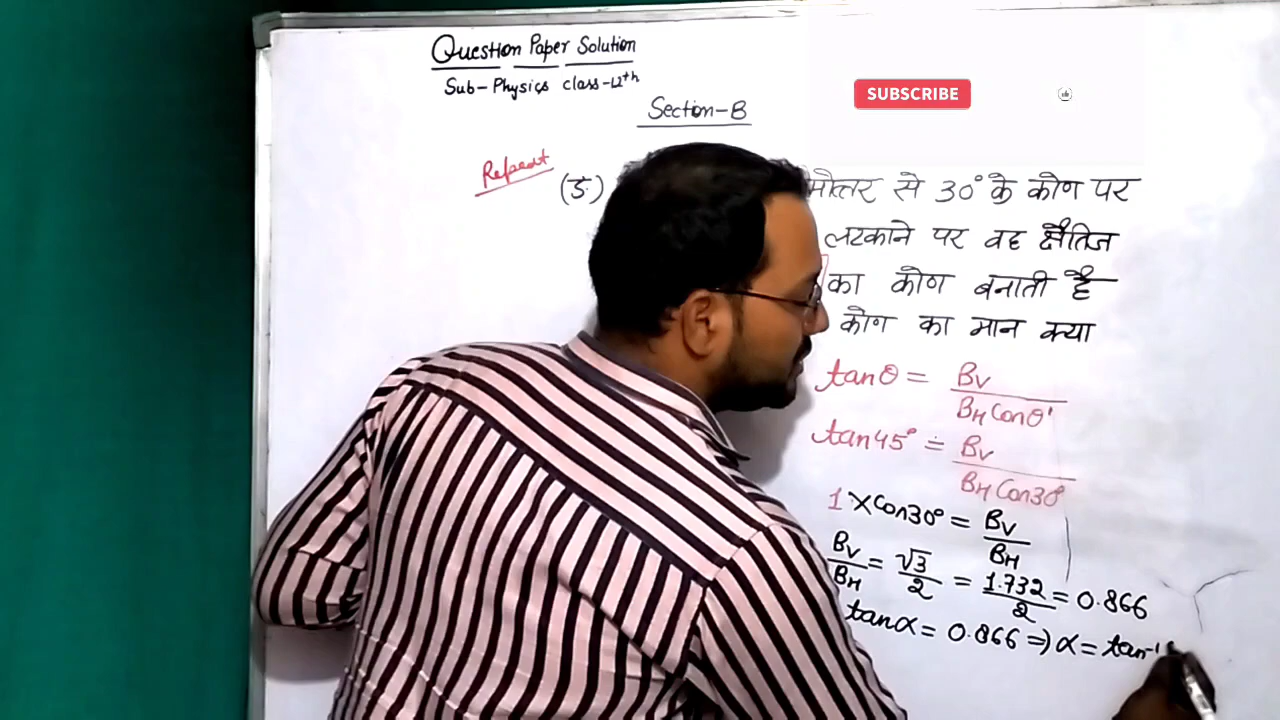 Question Paper Solution
Sub-Physics class-12th
Section-B
SUBSCRIBE
Repeat
(ङ) से 30° के कोण पर
लटकाने पर वह क्षैतिज
का कोण बनाती है
कोण का मान क्या
tanθ = Bv / BH Conθ'
tan45° = Bv / BH Con30°
1 × Con30° = Bv / BH
Bv / BH = √3 / 2 = 1.732 / 2 = 0.866
tanα = 0.866 ⇒ α = tan⁻¹